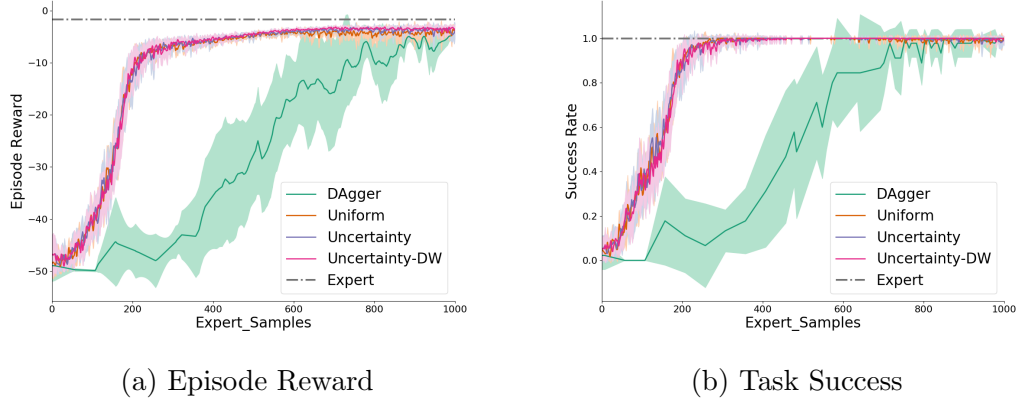 0
−10
−20
−30
−40
−50
Episode Reward
0 200 400 600 800 1000
Expert_Samples
DAgger
Uniform
Uncertainty
Uncertainty-DW
Expert
(a) Episode Reward
1.0
0.8
0.6
0.4
0.2
0.0
Success Rate
0 200 400 600 800 1000
Expert_Samples
DAgger
Uniform
Uncertainty
Uncertainty-DW
Expert
(b) Task Success